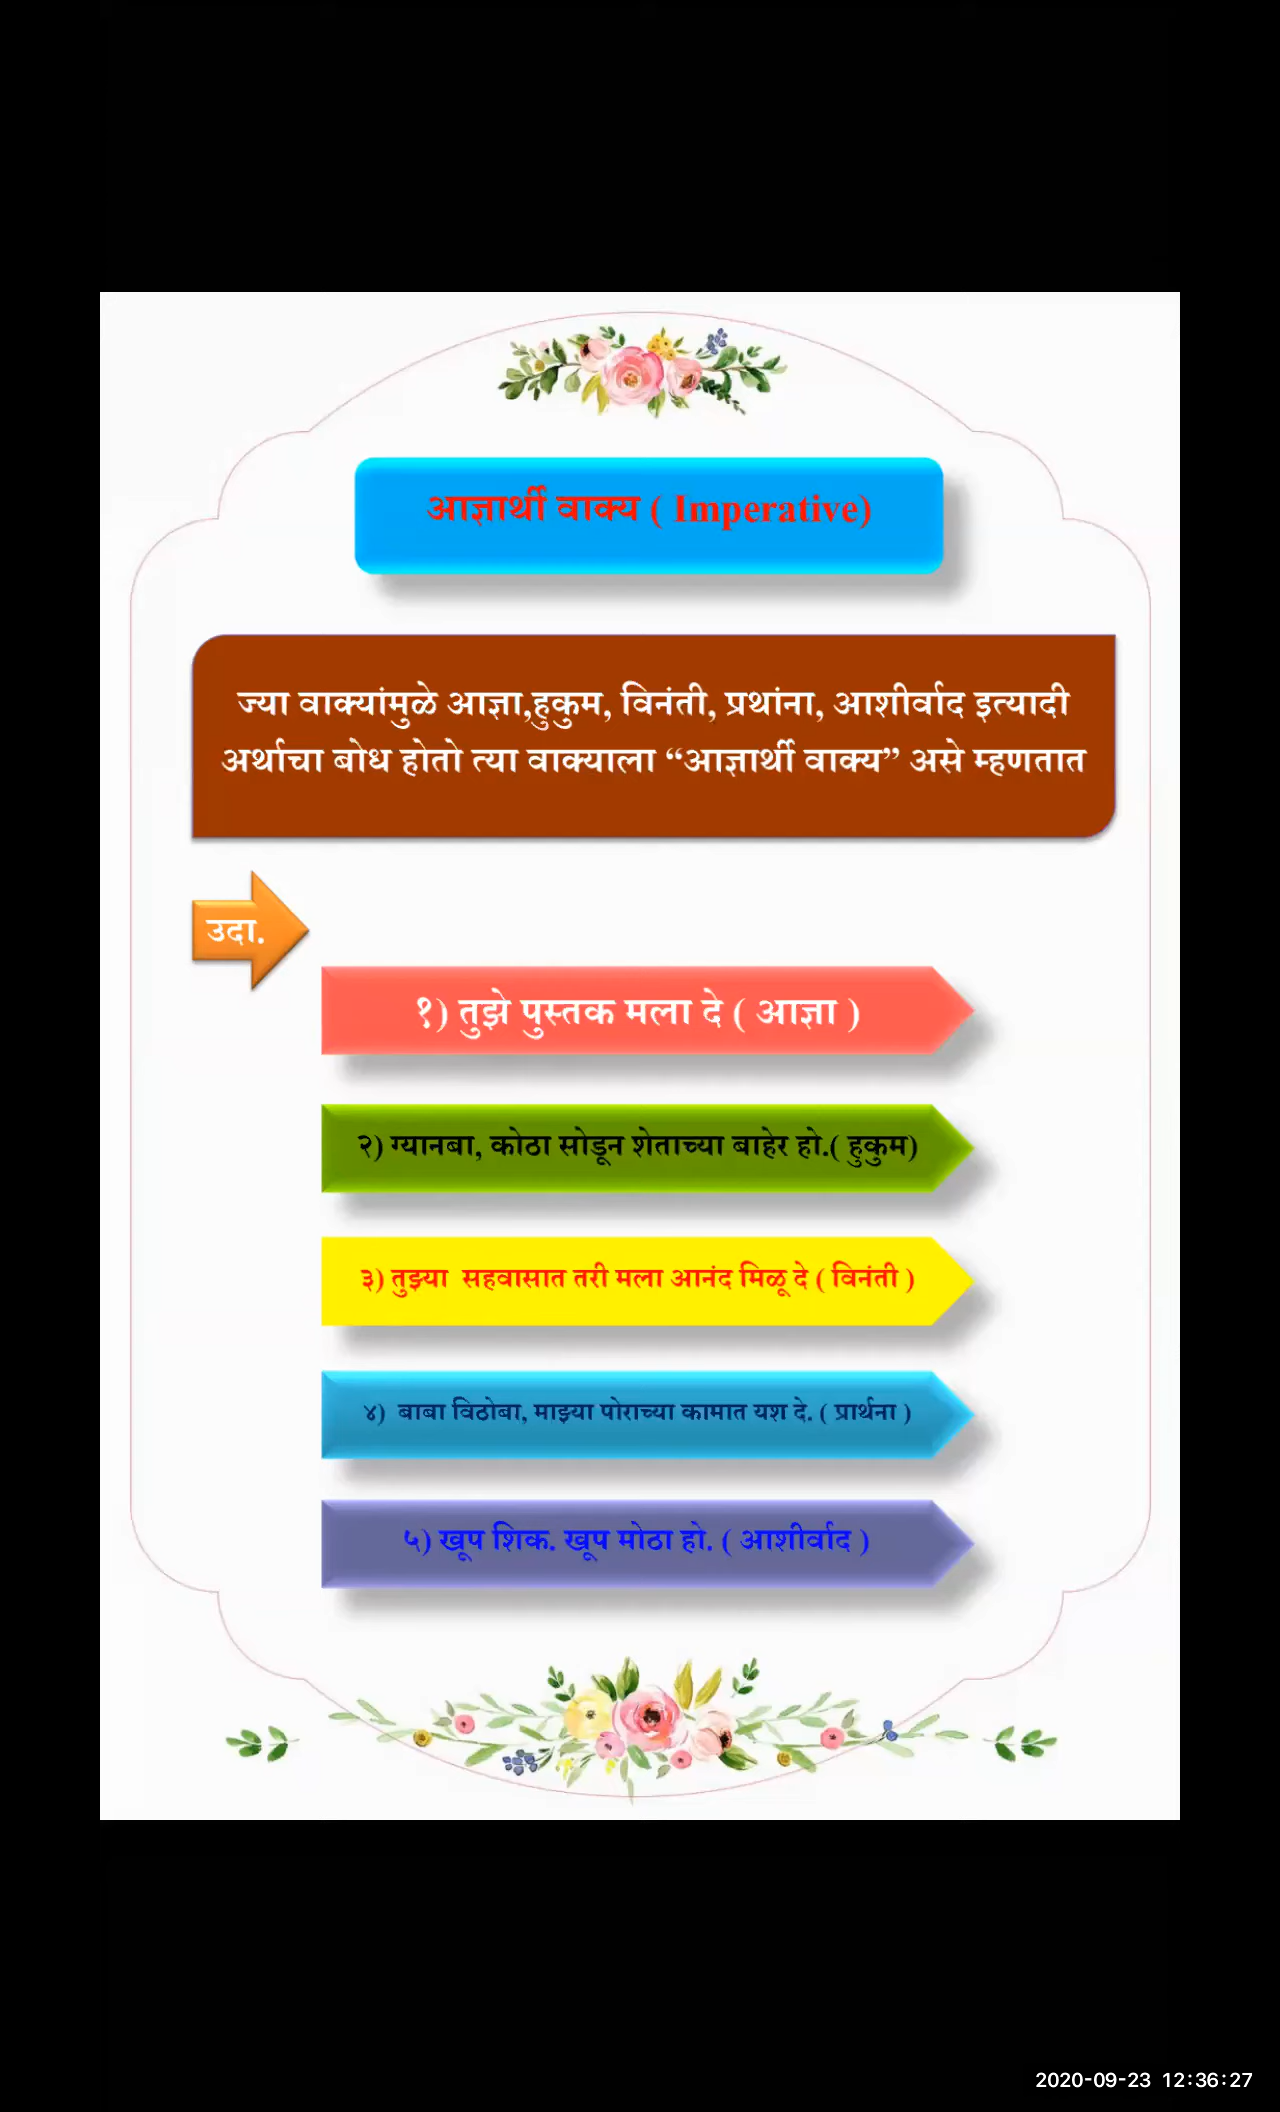 आज्ञार्थी वाक्य ( Imperative)
ज्या वाक्यांमुळे आज्ञा,हुकुम, विनंती, प्रथांना, आशीर्वाद इत्यादी
अर्थाचा बोध होतो त्या वाक्याला “आज्ञार्थी वाक्य” असे म्हणतात
उदा.
१) तुझे पुस्तक मला दे ( आज्ञा )
२) ग्यानबा, कोठा सोडून शेताच्या बाहेर हो.( हुकुम)
३) तुझ्या सहवासात तरी मला आनंद मिळू दे ( विनंती )
४) बाबा विठोबा, माझ्या पोराच्या कामात यश दे. ( प्रार्थना )
५) खूप शिक. खूप मोठा हो. ( आशीर्वाद )
2020-09-23 12:36:27